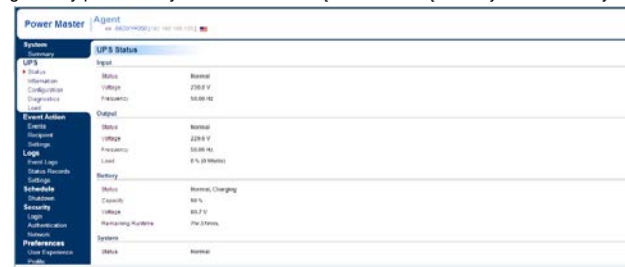 Power Master
Agent
System
Summary
UPS
Status
Information
Configuration
Diagnostics
Load
Event Action
Events
Recipient
Settings
Logs
Event Logs
Status Records
Settings
Schedule
Shutdown
Security
Login
Authentication
Network
Preferences
User Experience
Profile
UPS Status
Input
Status Normal
Voltage
Frequency 50.00 Hz
Output
Status Normal
Voltage
Frequency 50.00 Hz
Load 0 % (0 Watts)
Battery
Status Normal, Charging
Capacity
Voltage
Remaining Runtime
System
Status Normal